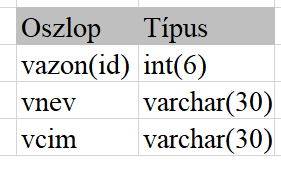 Oszlop Típus
vazon(id) int(6)
vnev varchar(30)
vcim varchar(30)